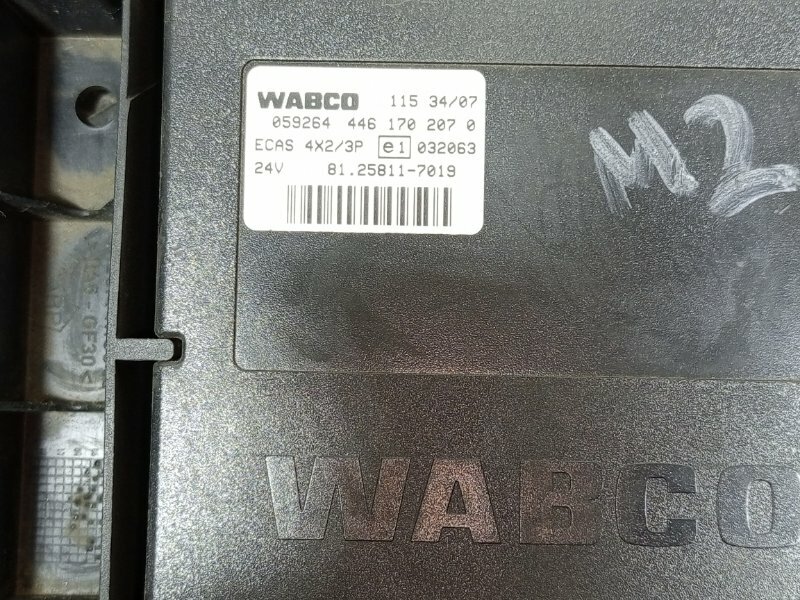 WABCO 115 34/07
059264 446 170 207 0
ECAS 4X2/3P e1 032063
24V 81.25811-7019
M2
GF30<
WABCO